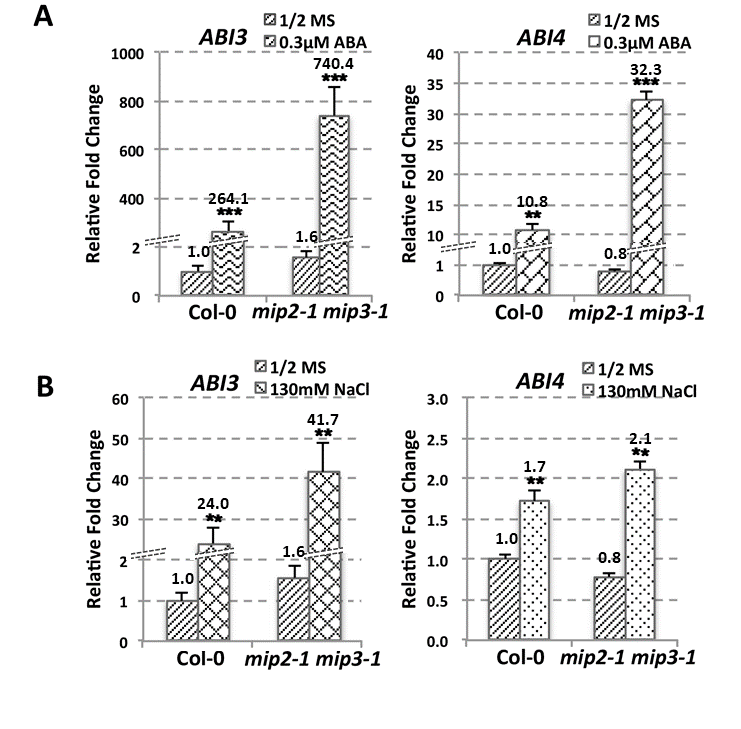 A
ABI3
1/2 MS
0.3µM ABA
Relative Fold Change
1000
800
600
400
2
0
1.0
264.1
***
1.6
740.4
***
Col-0
mip2-1 mip3-1
ABI4
1/2 MS
0.3µM ABA
Relative Fold Change
40
35
30
25
20
15
10
1
0
1.0
10.8
**
0.8
32.3
***
Col-0
mip2-1 mip3-1
B
ABI3
1/2 MS
130mM NaCl
Relative Fold Change
60
50
40
30
2
1
0
1.0
24.0
**
1.6
41.7
**
Col-0
mip2-1 mip3-1
ABI4
1/2 MS
130mM NaCl
Relative Fold Change
3.0
2.5
2.0
1.5
1.0
0.5
0.0
1.0
1.7
**
0.8
2.1
**
Col-0
mip2-1 mip3-1